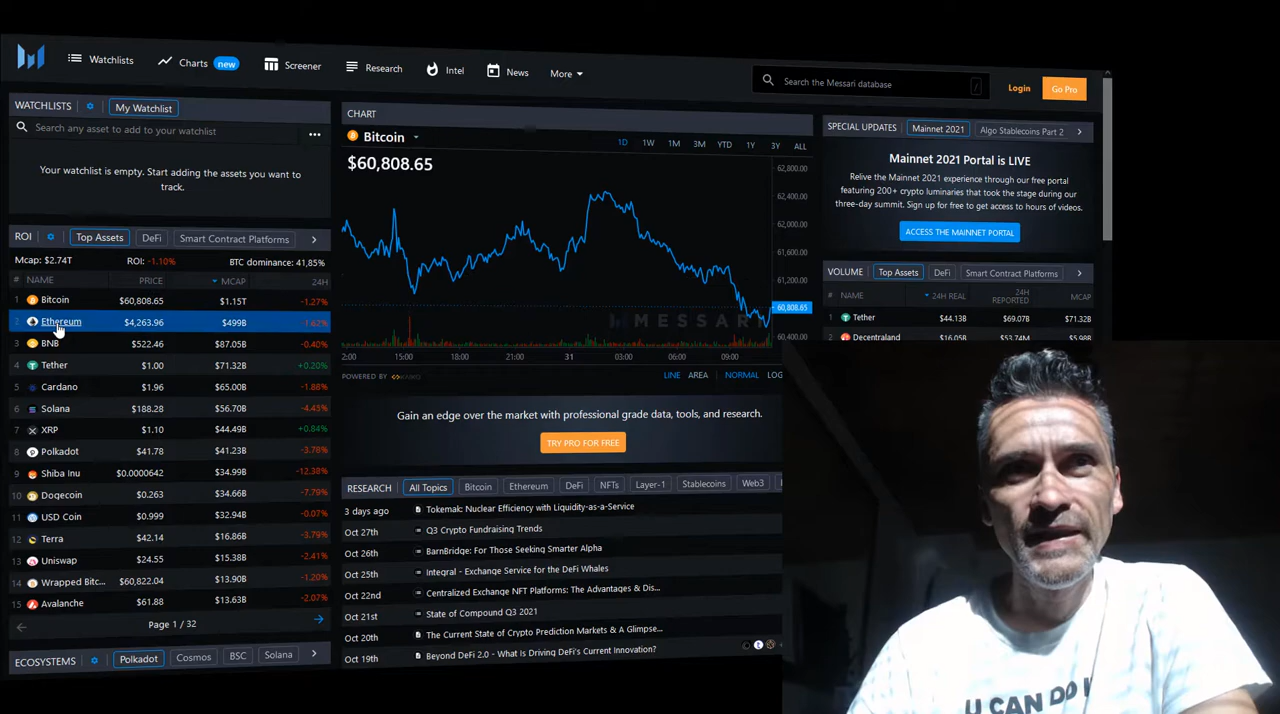 Watchlists
Charts new
Screener
Research
Intel
News
More
Search the Messari database /
Login
Go Pro
WATCHLISTS My Watchlist
Search any asset to add to your watchlist
Your watchlist is empty. Start adding the assets you want to
track.
ROI Top Assets DeFi Smart Contract Platforms
Mcap: $2.74T ROI: -1.10% BTC dominance: 41,85%
# NAME PRICE MCAP 24H
1 Bitcoin $60,808.65 $1.15T -1.27%
2 Ethereum $4,263.96 $499B -1.62%
3 BNB $522.46 $87.05B -0.40%
4 Tether $1.00 $71.32B +0.20%
5 Cardano $1.96 $65.00B -1.88%
6 Solana $188.28 $56.70B -4.45%
7 XRP $1.10 $44.49B +0.84%
8 Polkadot $41.78 $41.23B -3.78%
9 Shiba Inu $0.0000642 $34.99B -12.38%
10 Dogecoin $0.263 $34.66B -7.79%
11 USD Coin $0.999 $32.94B -0.07%
12 Terra $42.14 $16.86B -3.79%
13 Uniswap $24.55 $15.38B -2.41%
14 Wrapped Bitc... $60,822.04 $13.90B -1.20%
15 Avalanche $61.88 $13.63B -2.07%
Page 1 / 32
ECOSYSTEMS Polkadot Cosmos BSC Solana
CHART
Bitcoin
1D 1W 1M 3M YTD 1Y 3Y ALL
$60,808.65
62,800.00
62,400.00
62,000.00
61,600.00
61,200.00
60,808.65
60,400.00
MESSARI
2:00 15:00 18:00 21:00 31 03:00 06:00 09:00
POWERED BY KAIKO LINE AREA NORMAL LOG
Gain an edge over the market with professional grade data, tools, and research.
TRY PRO FOR FREE
RESEARCH All Topics Bitcoin Ethereum DeFi NFTs Layer-1 Stablecoins Web3
3 days ago Tokemak: Nuclear Efficiency with Liquidity-as-a-Service
Oct 27th Q3 Crypto Fundraising Trends
Oct 26th BarnBridge: For Those Seeking Smarter Alpha
Oct 25th Integral - Exchange Service for the DeFi Whales
Oct 22nd Centralized Exchange NFT Platforms: The Advantages & Dis...
Oct 21st State of Compound Q3 2021
Oct 20th The Current State of Crypto Prediction Markets & A Glimpse...
Oct 19th Beyond DeFi 2.0 - What Is Driving DeFi's Current Innovation?
SPECIAL UPDATES Mainnet 2021 Algo Stablecoins Part 2
Mainnet 2021 Portal is LIVE
Relive the Mainnet 2021 experience through our free portal
featuring 200+ crypto luminaries that took the stage during our
three-day summit. Sign up for free to get access to hours of videos.
ACCESS THE MAINNET PORTAL
VOLUME Top Assets DeFi Smart Contract Platforms
# NAME 24H REAL 24H REPORTED MCAP
1 Tether $44.13B $69.07B $71.32B
2 Decentraland $16.05B $53.74M $5.98B
U CAN DO